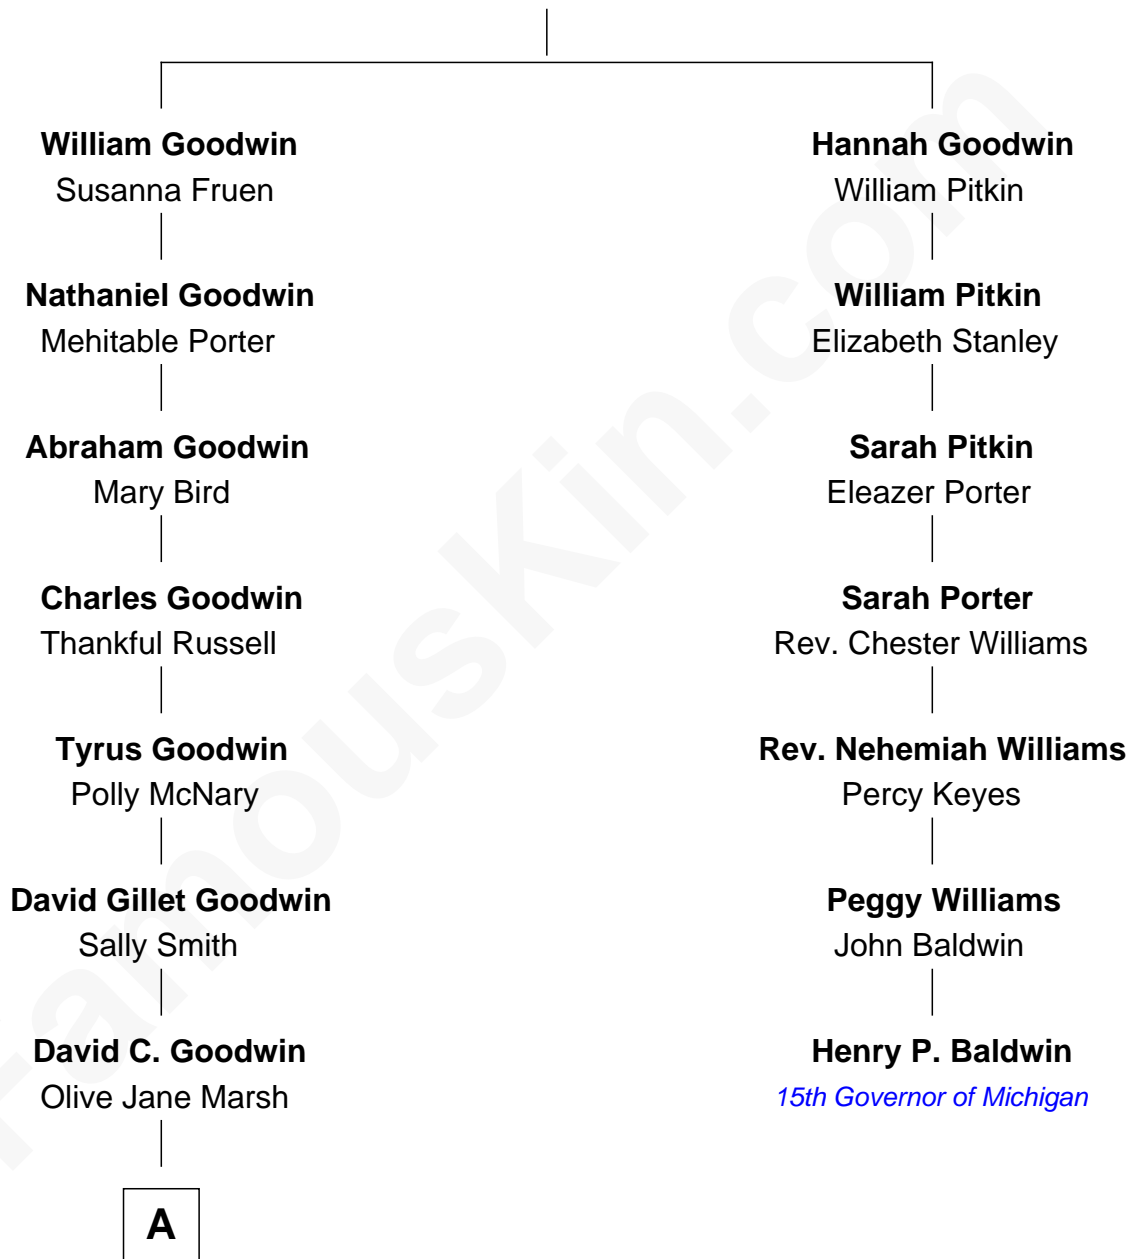 William Goodwin
Susanna Fruen
Nathaniel Goodwin
Mehitable Porter
Abraham Goodwin
Mary Bird
Charles Goodwin
Thankful Russell
Tyrus Goodwin
Polly McNary
David Gillet Goodwin
Sally Smith
David C. Goodwin
Olive Jane Marsh
A
Hannah Goodwin
William Pitkin
William Pitkin
Elizabeth Stanley
Sarah Pitkin
Eleazer Porter
Sarah Porter
Rev. Chester Williams
Rev. Nehemiah Williams
Percy Keyes
Peggy Williams
John Baldwin
Henry P. Baldwin
15th Governor of Michigan
FamousKin.com